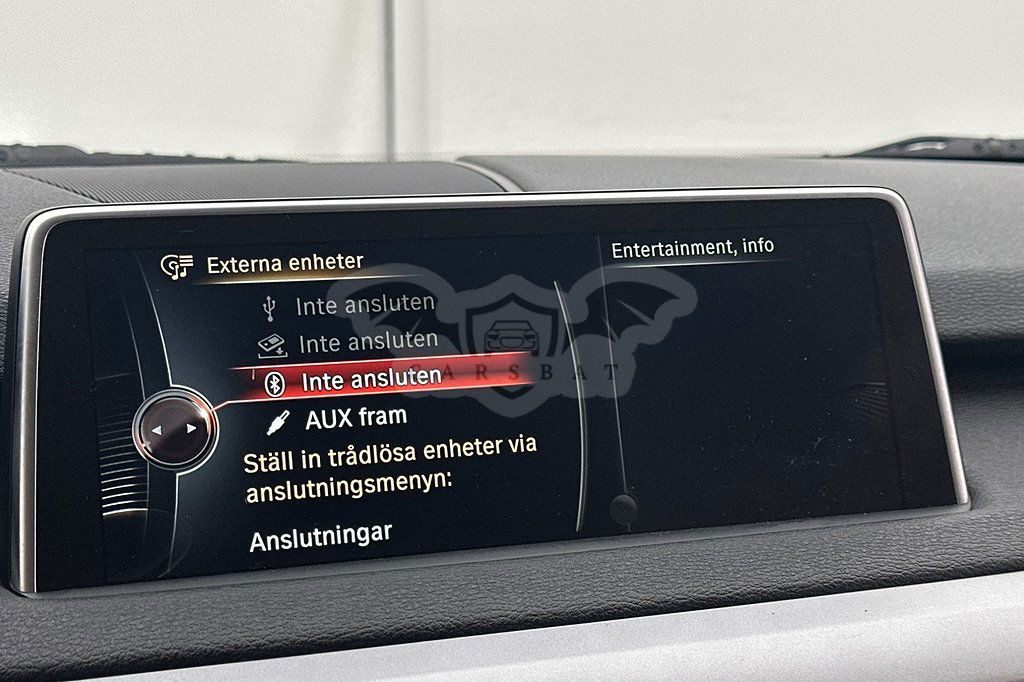 Externa enheter
Entertainment, info
Inte ansluten
Inte ansluten
Inte ansluten
AUX fram
Ställ in trådlösa enheter via
anslutningsmenyn:
Anslutningar
CARSBAT